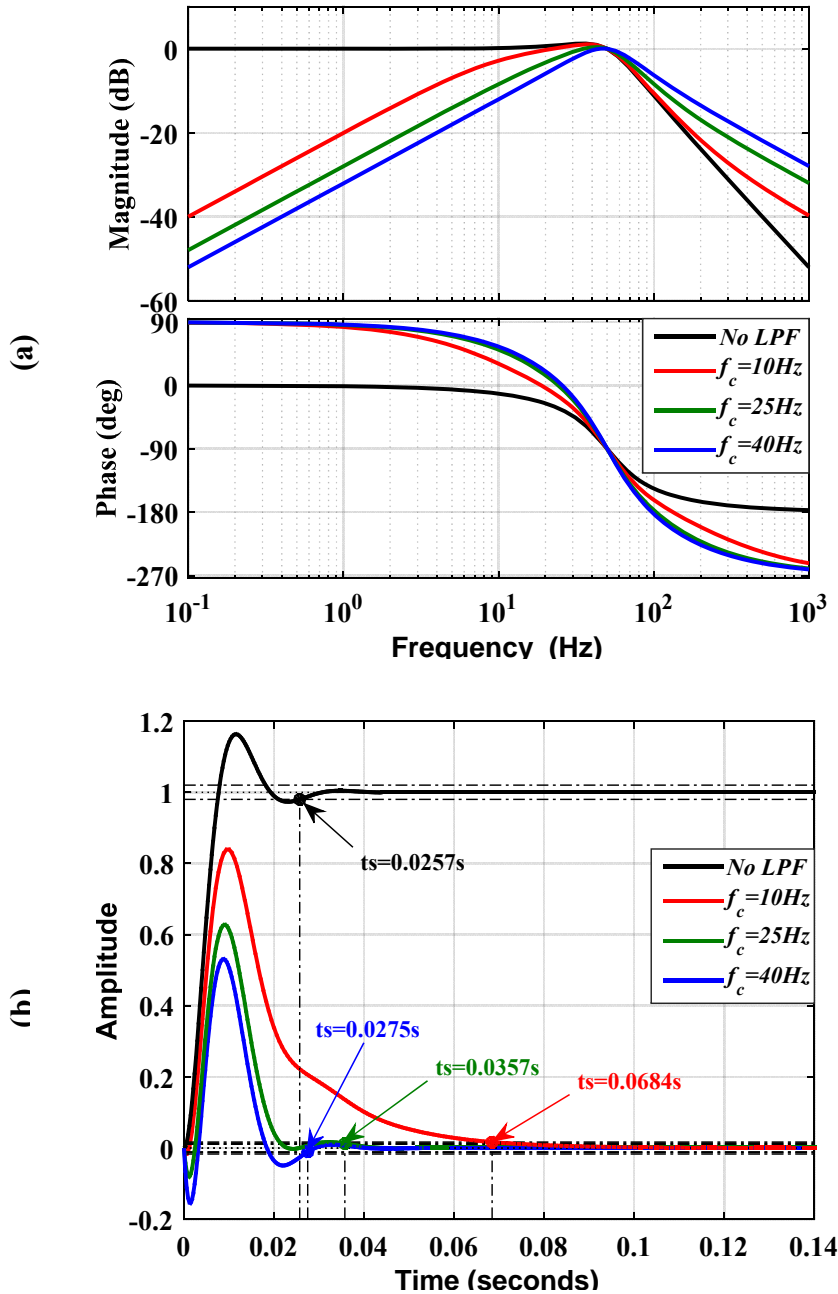 (a)
Magnitude (dB)
0
-20
-40
-60
Phase (deg)
90
0
-90
-180
-270
No LPF
f_c=10Hz
f_c=25Hz
f_c=40Hz
10^-1 10^0 10^1 10^2 10^3
Frequency (Hz)
(b)
Amplitude
1.2
1
0.8
0.6
0.4
0.2
0
-0.2
ts=0.0257s
No LPF
f_c=10Hz
f_c=25Hz
f_c=40Hz
ts=0.0275s
ts=0.0357s
ts=0.0684s
0 0.02 0.04 0.06 0.08 0.1 0.12 0.14
Time (seconds)